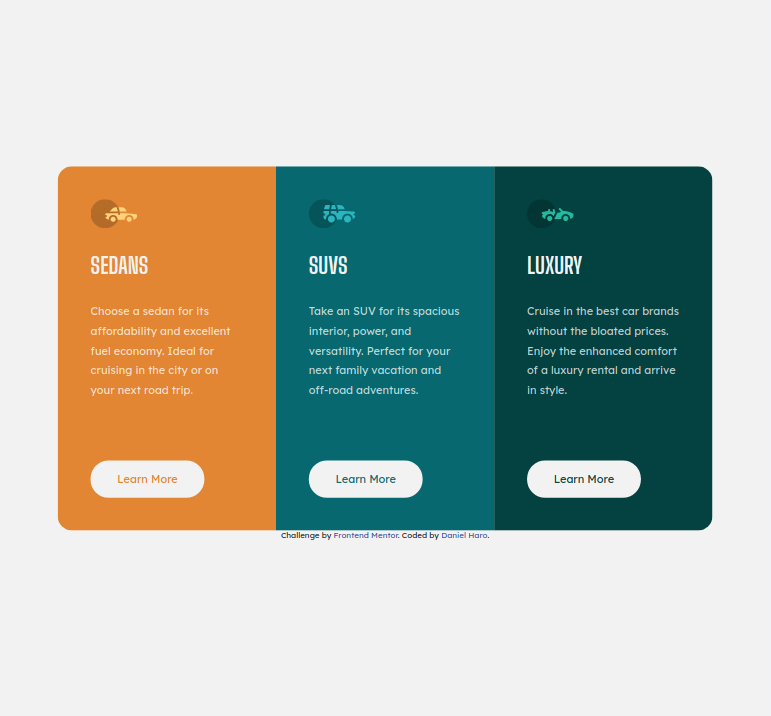 SEDANS
Choose a sedan for its
affordability and excellent
fuel economy. Ideal for
cruising in the city or on
your next road trip.
Learn More
SUVS
Take an SUV for its spacious
interior, power, and
versatility. Perfect for your
next family vacation and
off-road adventures.
Learn More
LUXURY
Cruise in the best car brands
without the bloated prices.
Enjoy the enhanced comfort
of a luxury rental and arrive
in style.
Learn More
Challenge by Frontend Mentor. Coded by Daniel Haro.